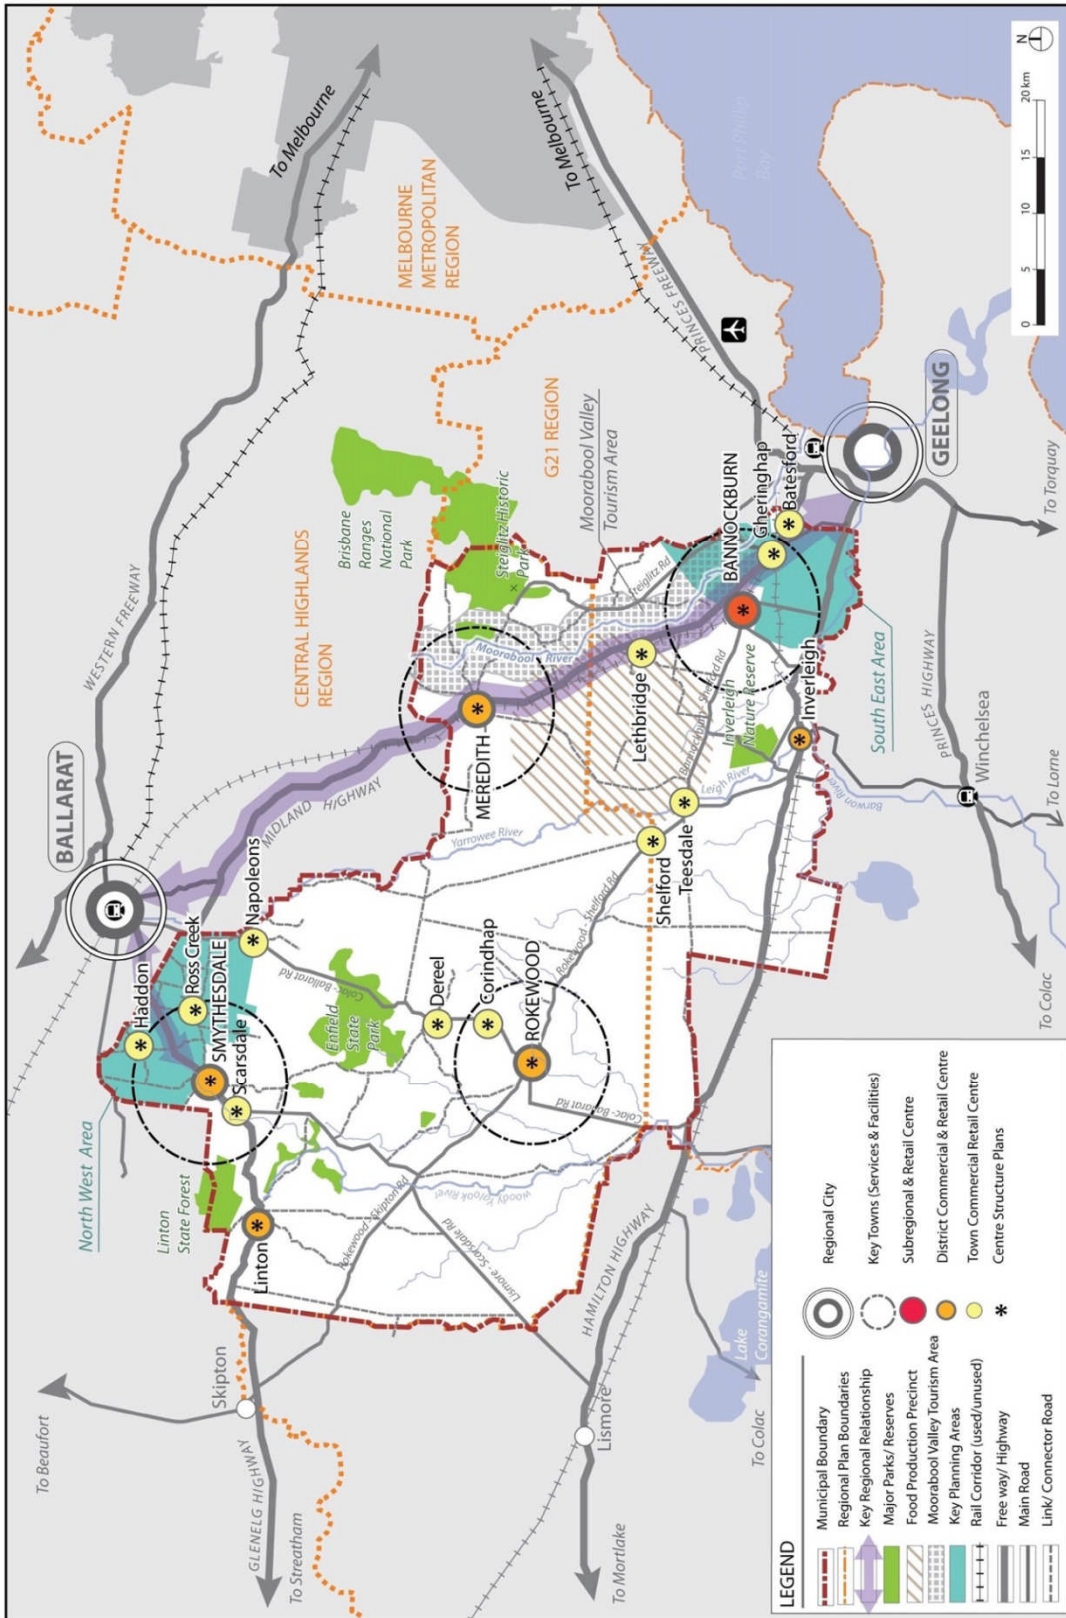 To Beaufort
Skipton
GLENELG HIGHWAY
To Streatham
North West Area
Linton
State Forest
Linton
BALLARAT
Haddon
Ross Creek
SMYTHESDALE
Scarsdale
Napoleons
Colac- Ballarat Rd
Enfield
State
Park
Dereel
Corindhap
ROKEWOOD
Rokewood - Skipton Rd
Lismore - Scarsdale Rd
Woody Yaloak River
Colac- Ballarat Rd
Rokewood - Shelford Rd
HAMILTON HIGHWAY
Lismore
To Mortlake
To Colac
Lake
Corangamite
WESTERN FREEWAY
To Melbourne
MIDLAND HIGHWAY
CENTRAL HIGHLANDS
REGION
Brisbane
Ranges
National
Park
Steiglitz Historic
Park
MELBOURNE
METROPOLITAN
REGION
G21 REGION
Moorabool Valley
Tourism Area
MEREDITH
Moorabool River
Yarrowee River
Steiglitz Rd
Lethbridge
Shelford
Teesdale
Bannockburn - Shelford Rd
Inverleigh
Nature Reserve
Leigh River
BANNOCKBURN
Gheringhap
Batesford
Inverleigh
South East Area
Barwon River
PRINCES HIGHWAY
Winchelsea
To Lorne
To Colac
To Torquay
GEELONG
PRINCES FREEWAY
To Melbourne
Port Phillip
Bay
N
0 5 10 15 20 km
LEGEND
Municipal Boundary
Regional Plan Boundaries
Key Regional Relationship
Major Parks/ Reserves
Food Production Precinct
Moorabool Valley Tourism Area
Key Planning Areas
Rail Corridor (used/unused)
Free way/ Highway
Main Road
Link/ Connector Road
Regional City
Key Towns (Services & Facilities)
Subregional & Retail Centre
District Commercial & Retail Centre
Town Commercial Retail Centre
Centre Structure Plans